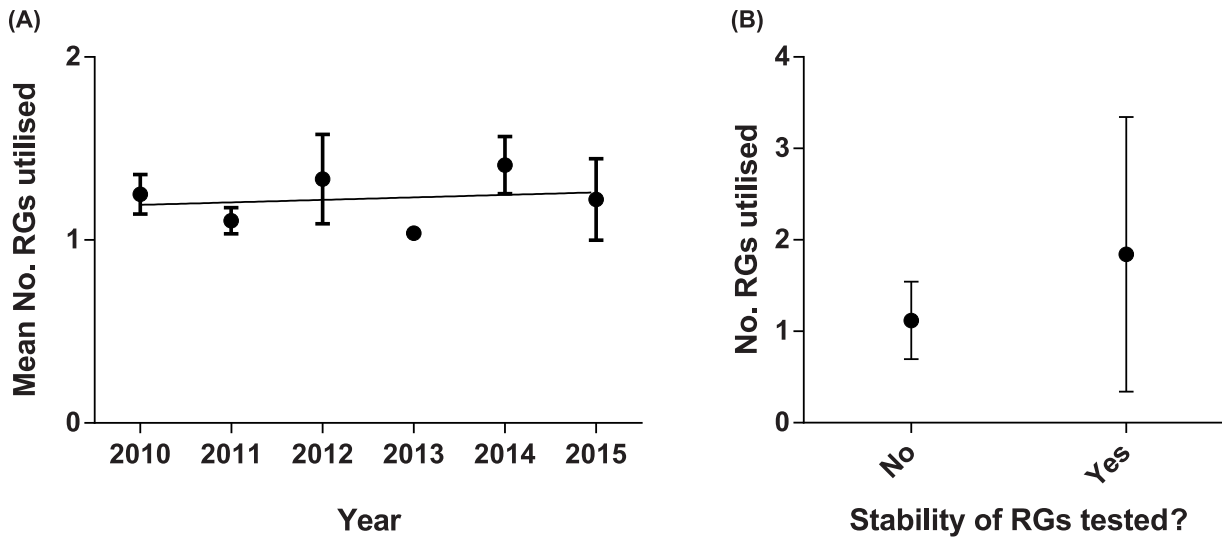 (A)
2
1
0
Mean No. RGs utilised
2010 2011 2012 2013 2014 2015
Year
(B)
4
3
2
1
0
No. RGs utilised
No Yes
Stability of RGs tested?